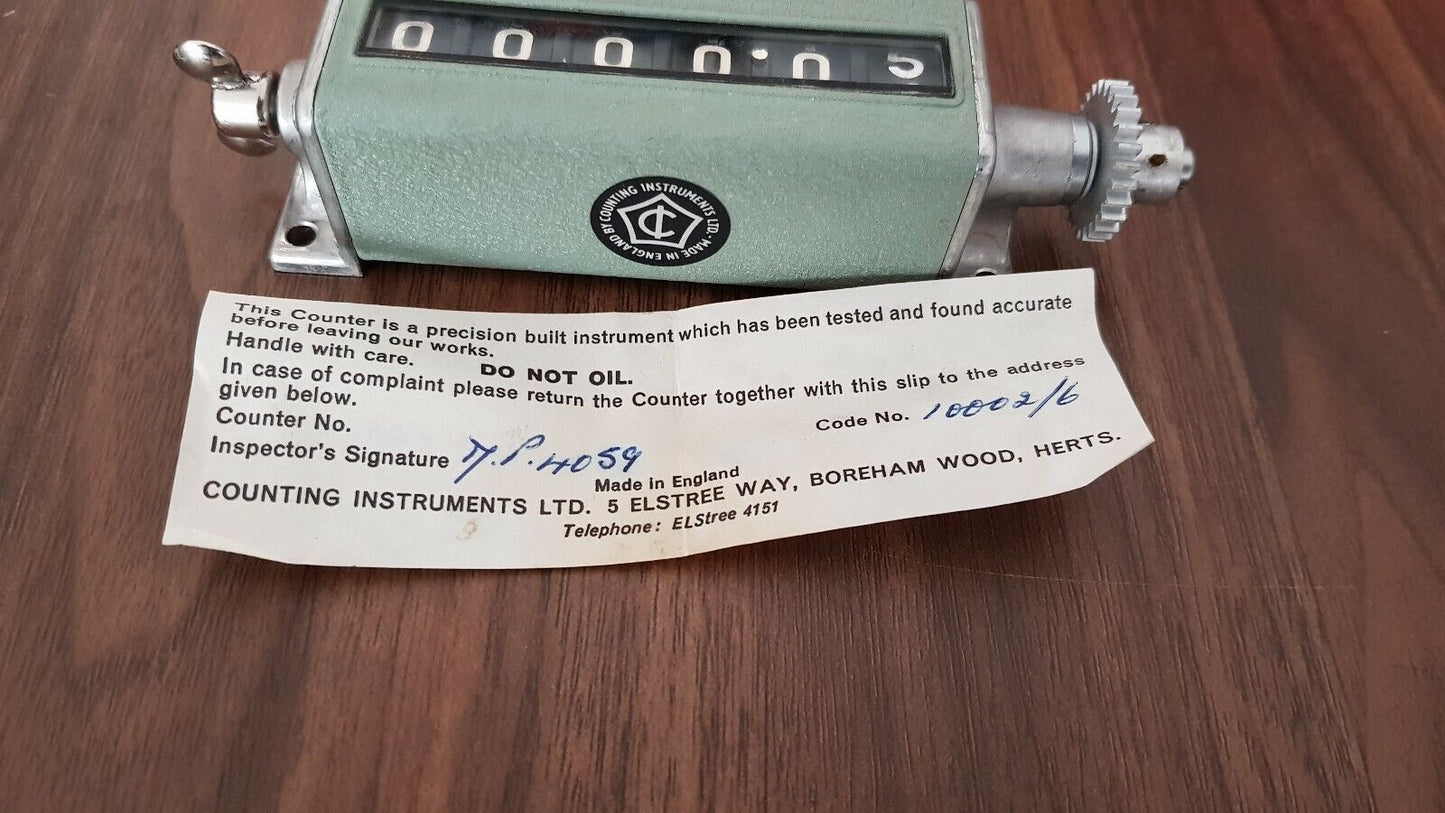 0 0 0 0 0
MADE IN ENGLAND BY COUNTING INSTRUMENTS LTD.
This Counter is a precision built instrument which has been tested and found accurate
before leaving our works.
Handle with care. DO NOT OIL.
In case of complaint please return the Counter together with this slip to the address
given below.
Counter No. Code No. 10002/6
Inspector's Signature 4059
Made in England
COUNTING INSTRUMENTS LTD. 5 ELSTREE WAY, BOREHAM WOOD, HERTS.
Telephone: ELStree 4151